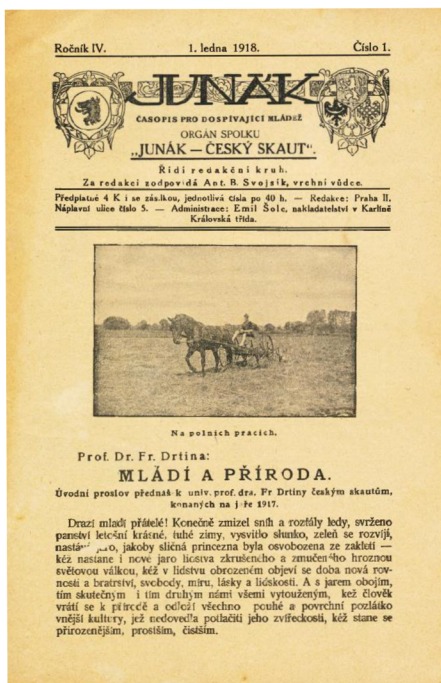 Ročník IV.
1. ledna 1918.
Číslo 1.
JUNÁK
ČASOPIS PRO DOSPÍVAJÍCÍ MLÁDEŽ
ORGÁN SPOLKU
„JUNÁK — ČESKÝ SKAUT“.
Řídí redakční kruh.
Za redakci zodpovídá Ant. B. Svojsík, vrchní vůdce.
Předplatné 4 K i se zásilkou, jednotlivá čísla po 40 h. — Redakce: Praha II.
Náplavní ulice číslo 5. — Administrace: Emil Šolc, nakladatelství v Karlíně
Královská třída.
Na polních pracích.
Prof. Dr. Fr. Drtina:
MLÁDÍ A PŘÍRODA.
Úvodní proslov přednášek univ. prof. dra. Fr Drtiny českým skautům,
konaných na jaře 1917.
Drazí mladí přátelé! Konečně zmizel sníh a roztály ledy, svrženo
panství letošní krásné, tuhé zimy, vysvitlo slunko, zeleň se rozvíjí,
jakoby sličná princezna byla osvobozena ze zakletí —
kéž nastane i nové jaro lidstva zkrušeného a zmučeného hroznou
světovou válkou, kéž v lidstvu obrozeném objeví se doba nová rov-
nosti a bratrství, svobody, míru, lásky a lidskosti. A s jarem obojím,
tím skutečným i tím druhým námi všemi vytouženým, kež člověk
vrátí se k přírodě a odloží všechno pouhé a povrchní pozlátko
vnější kultury, jež nedovedla potlačiti jeho zvířeckosti, kéž stane se
přirozenějším, prostším, čistším.